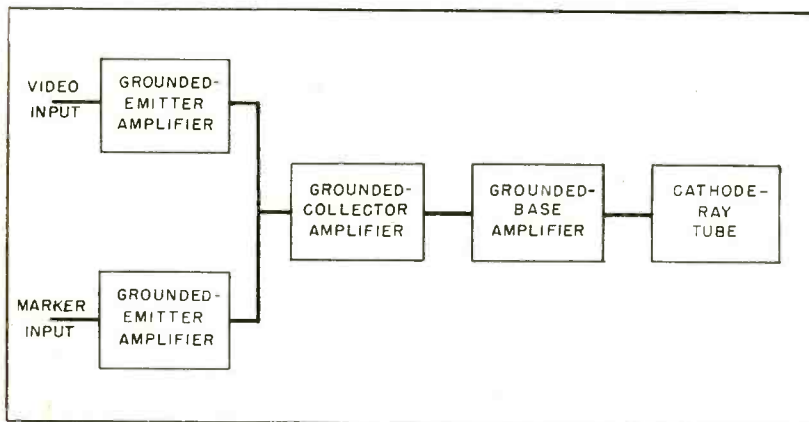 VIDEO
INPUT
GROUNDED-
EMITTER
AMPLIFIER
GROUNDED-
COLLECTOR
AMPLIFIER
GROUNDED-
BASE
AMPLIFIER
CATHODE-
RAY
TUBE
MARKER
INPUT
GROUNDED-
EMITTER
AMPLIFIER